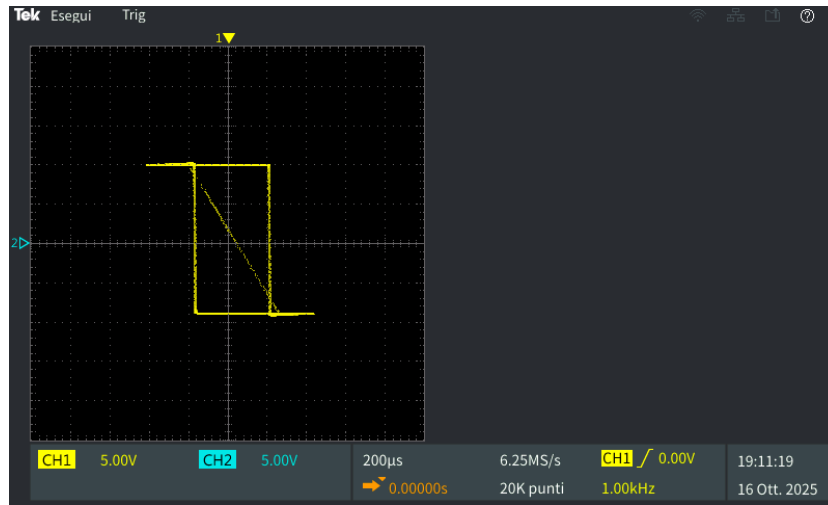 Tek Esegui Trig
1
2
CH1 5.00V CH2 5.00V 200µs 6.25MS/s CH1 0.00V 19:11:19
0.00000s 20K punti 1.00kHz 16 Ott. 2025